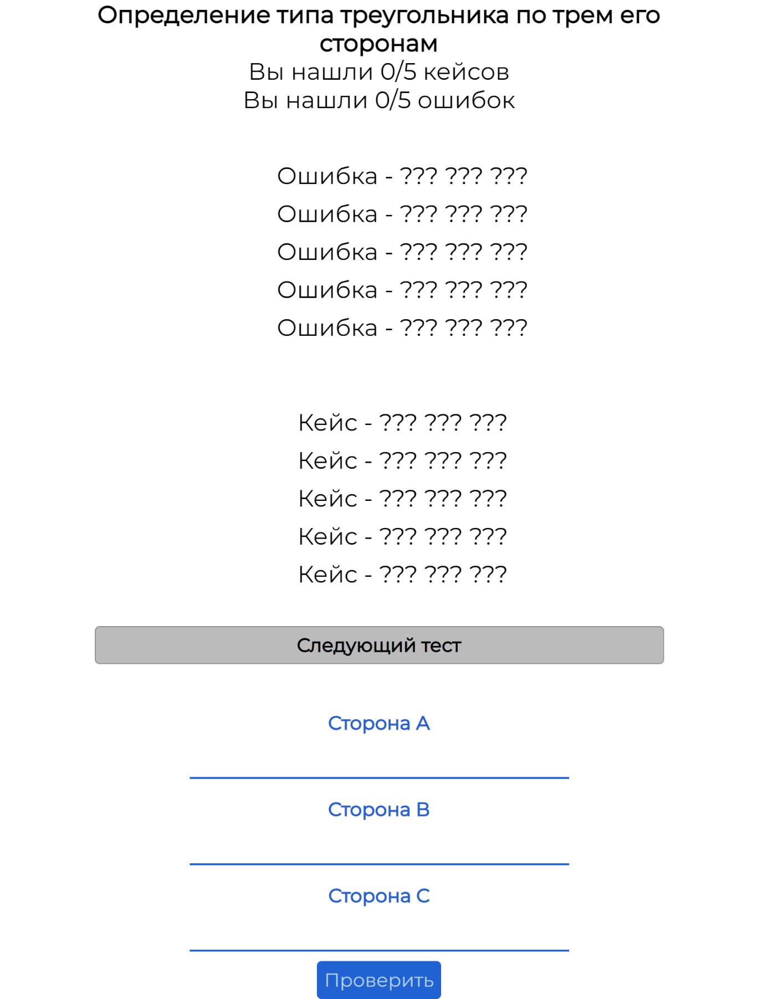 Определение типа треугольника по трем его
сторонам
Вы нашли 0/5 кейсов
Вы нашли 0/5 ошибок
Ошибка - ??? ??? ???
Ошибка - ??? ??? ???
Ошибка - ??? ??? ???
Ошибка - ??? ??? ???
Ошибка - ??? ??? ???
Кейс - ??? ??? ???
Кейс - ??? ??? ???
Кейс - ??? ??? ???
Кейс - ??? ??? ???
Кейс - ??? ??? ???
Следующий тест
Сторона A
Сторона B
Сторона C
Проверить